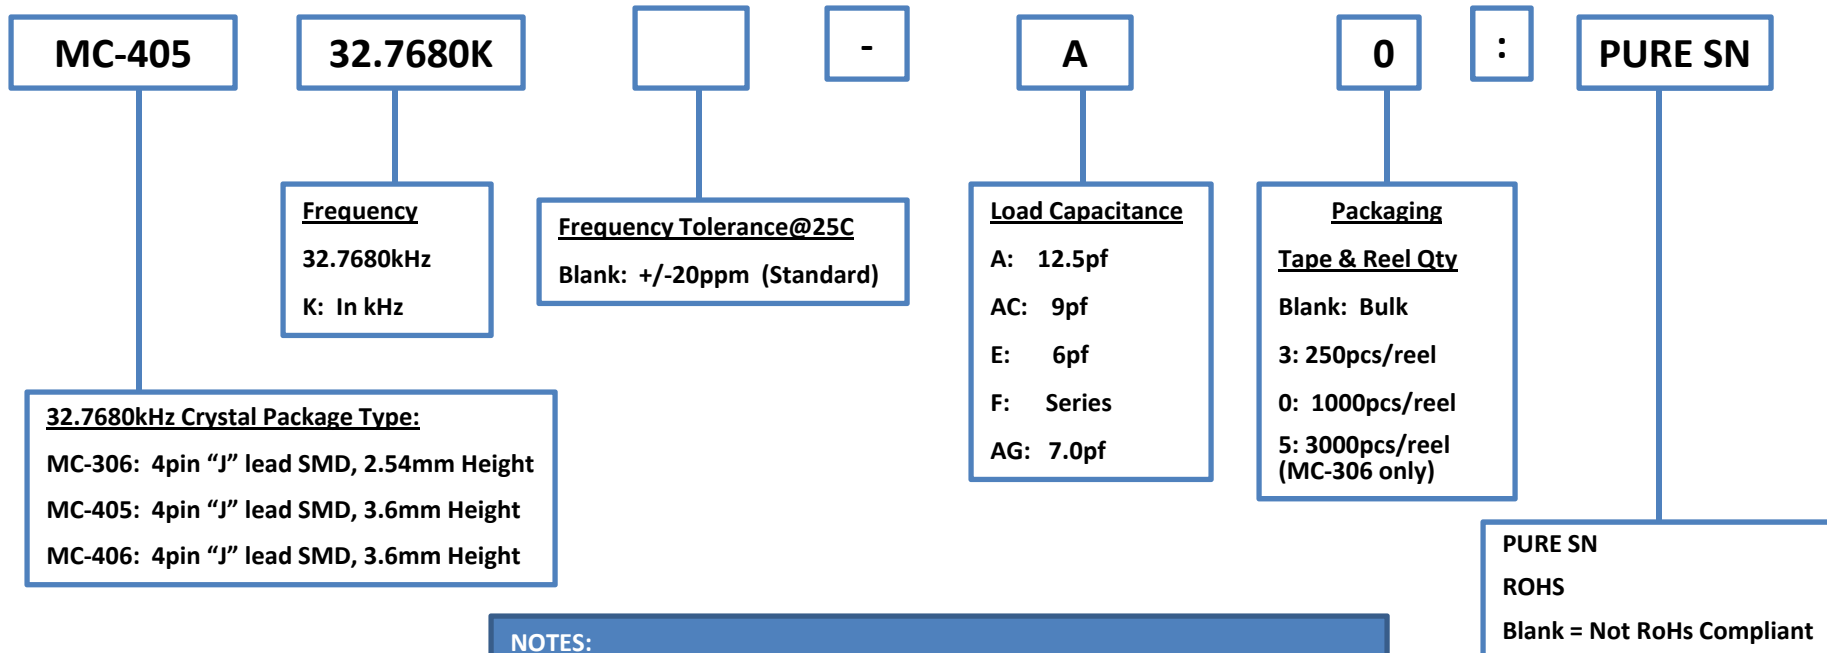 MC-405
32.7680K
-
A
0
:
PURE SN
Frequency
32.7680kHz
K: In kHz
Frequency Tolerance@25C
Blank: +/-20ppm (Standard)
Load Capacitance
A: 12.5pf
AC: 9pf
E: 6pf
F: Series
AG: 7.0pf
Packaging
Tape & Reel Qty
Blank: Bulk
3: 250pcs/reel
0: 1000pcs/reel
5: 3000pcs/reel
(MC-306 only)
32.7680kHz Crystal Package Type:
MC-306: 4pin “J” lead SMD, 2.54mm Height
MC-405: 4pin “J” lead SMD, 3.6mm Height
MC-406: 4pin “J” lead SMD, 3.6mm Height
PURE SN
ROHS
Blank = Not RoHs Compliant
NOTES: